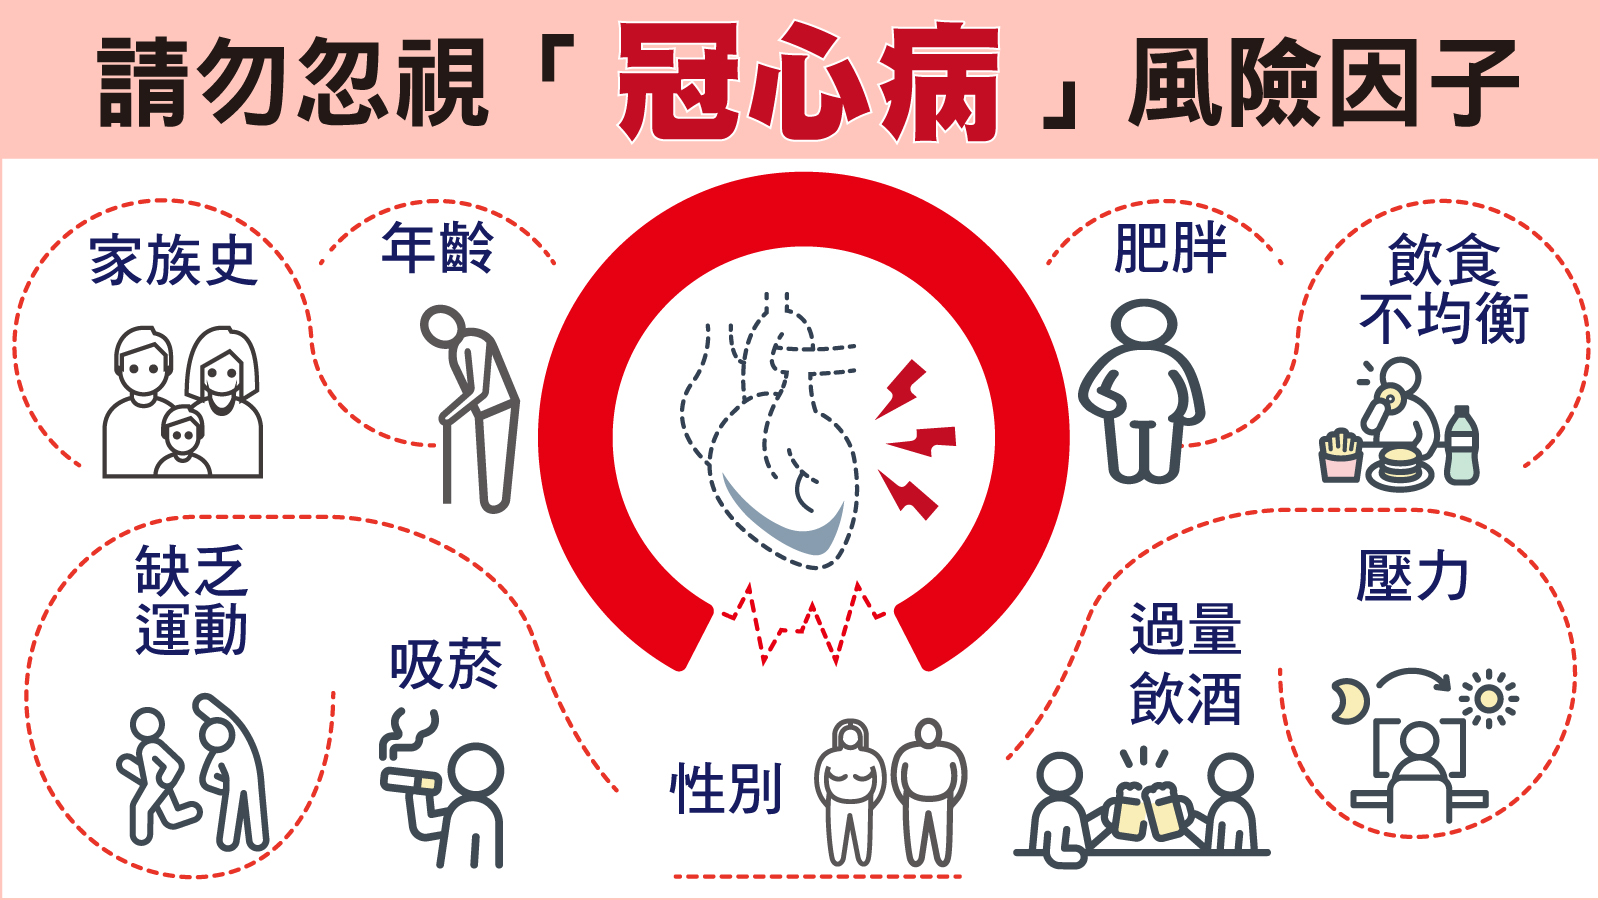 請勿忽視「冠心病」風險因子
家族史
年齡
肥胖
飲食
不均衡
缺乏
運動
吸菸
性別
過量
飲酒
壓力